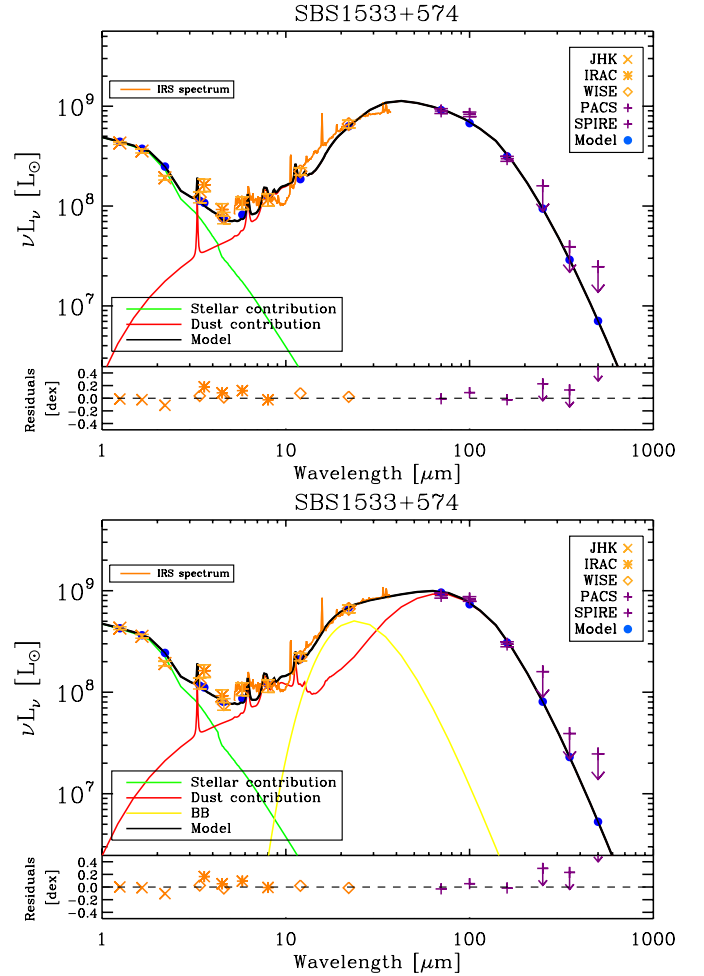 SBS1533+574
JHK
IRAC
WISE
PACS
SPIRE
Model
IRS spectrum
10⁹
10⁸
10⁷
νLν [L⊙]
Stellar contribution
Dust contribution
Model
0.4
0.2
0.0
−0.2
−0.4
Residuals
[dex]
1
10
100
1000
Wavelength [μm]
SBS1533+574
JHK
IRAC
WISE
PACS
SPIRE
Model
IRS spectrum
10⁹
10⁸
10⁷
νLν [L⊙]
Stellar contribution
Dust contribution
BB
Model
0.4
0.2
0.0
−0.2
−0.4
Residuals
[dex]
1
10
100
1000
Wavelength [μm]